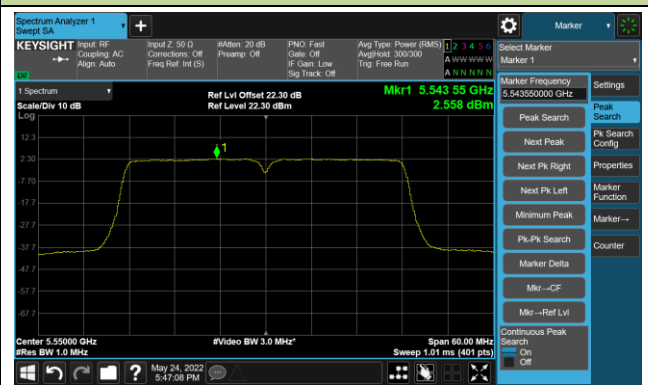 Spectrum Analyzer 1
Swept SA
Marker
KEYSIGHT
Input: RF
Coupling: AC
Align: Auto
Input Z: 50 Ω
Corrections: Off
Freq Ref: Int (S)
#Atten: 20 dB
Preamp: Off
PNO: Fast
Gate: Off
IF Gain: Low
Sig Track: Off
Avg Type: Power (RMS)
Avg|Hold: 300/300
Trig: Free Run
1 2 3 4 5 6
A W W W W W
A N N N N N
Select Marker
Marker 1
1 Spectrum
Scale/Div 10 dB
Log
Ref Lvl Offset 22.30 dB
Ref Level 22.30 dBm
Mkr1 5.543 55 GHz
2.558 dBm
12.3
2.30
-7.70
-17.7
-27.7
-37.7
-47.7
-57.7
-67.7
1
Center 5.55000 GHz
#Res BW 1.0 MHz
#Video BW 3.0 MHz*
Span 60.00 MHz
Sweep 1.01 ms (401 pts)
Marker Frequency
5.543550000 GHz
Peak Search
Next Peak
Next Pk Right
Next Pk Left
Minimum Peak
Pk-Pk Search
Marker Delta
Mkr→CF
Mkr→Ref Lvl
Continuous Peak
Search
On
Off
Settings
Peak
Search
Pk Search
Config
Properties
Marker
Function
Marker→
Counter
May 24, 2022
5:47:08 PM